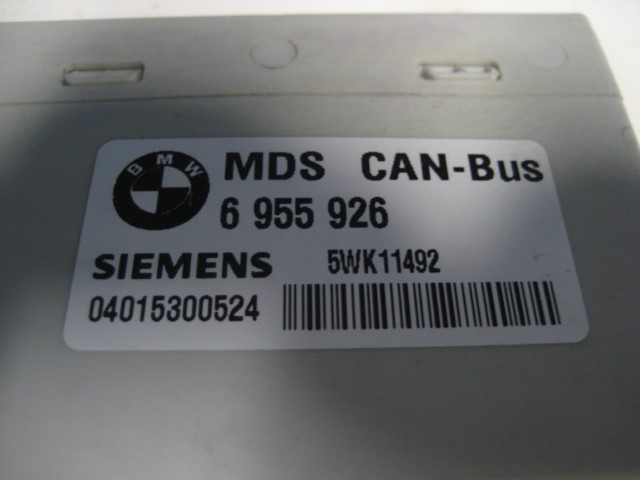 BMW
MDS CAN-Bus
6 955 926
SIEMENS 5WK11492
04015300524